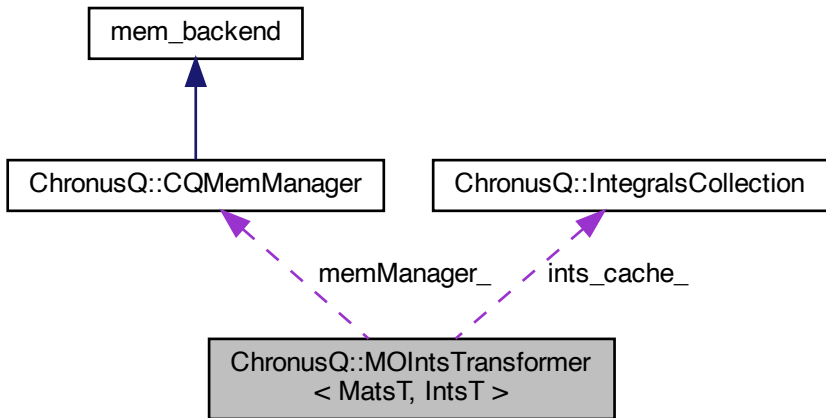 mem_backend
ChronusQ::CQMemManager
ChronusQ::IntegralsCollection
memManager_
ints_cache_
ChronusQ::MOIntsTransformer
< MatsT, IntsT >